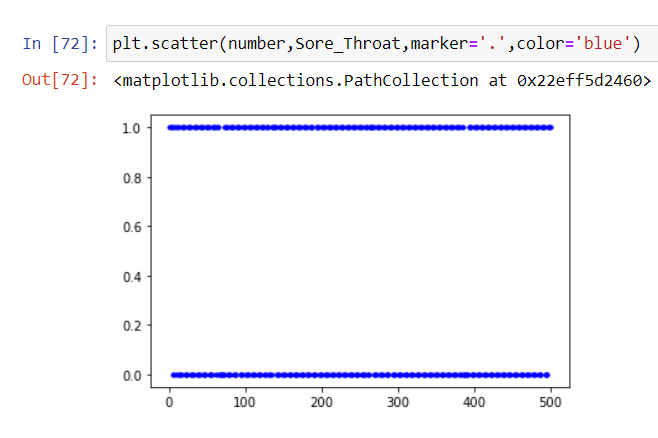 In [72]: plt.scatter(number,Sore_Throat,marker='.',color='blue')
Out[72]: <matplotlib.collections.PathCollection at 0x22eff5d2460>
1.0
0.8
0.6
0.4
0.2
0.0
0 100 200 300 400 500